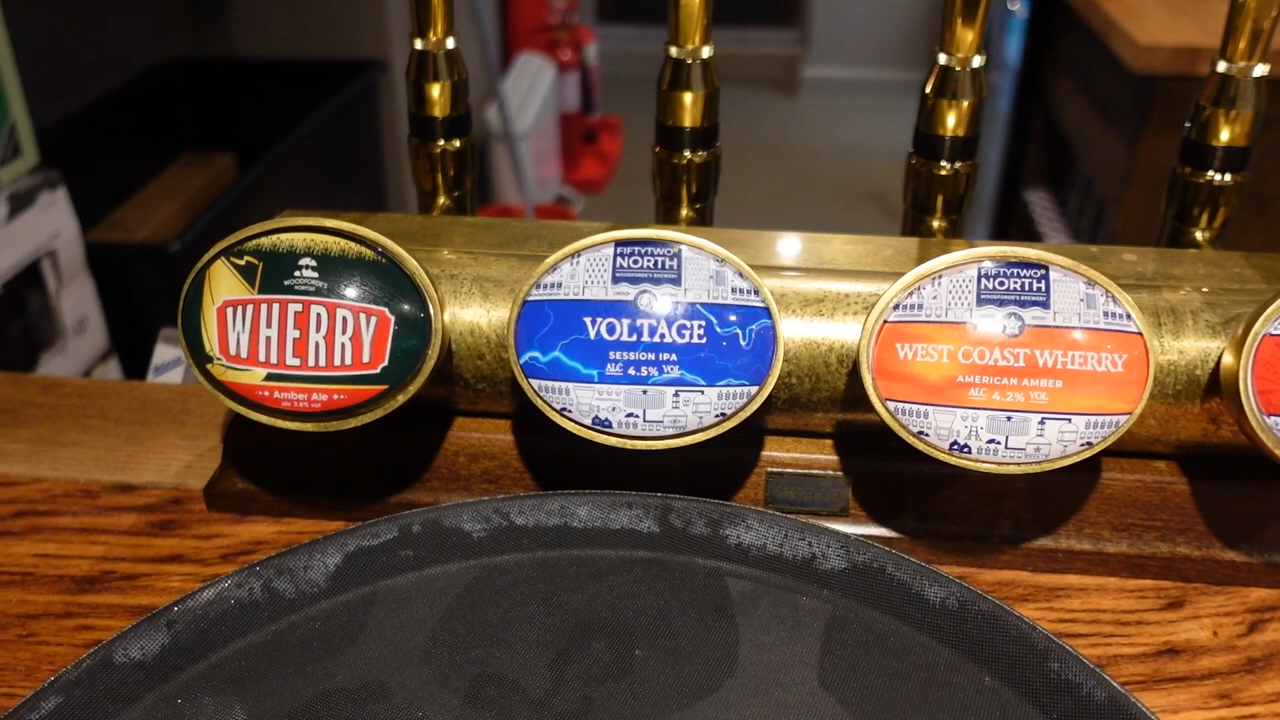 WOODFORDE'S
NORFOLK
WHERRY
Amber Ale
alc 3.8% vol
FIFTYTWO°
NORTH
WOODFORDE'S BREWERY
VOLTAGE
SESSION IPA
ALC 4.5% VOL
FIFTYTWO°
NORTH
WOODFORDE'S BREWERY
WEST COAST WHERRY
AMERICAN AMBER
ALC 4.2% VOL